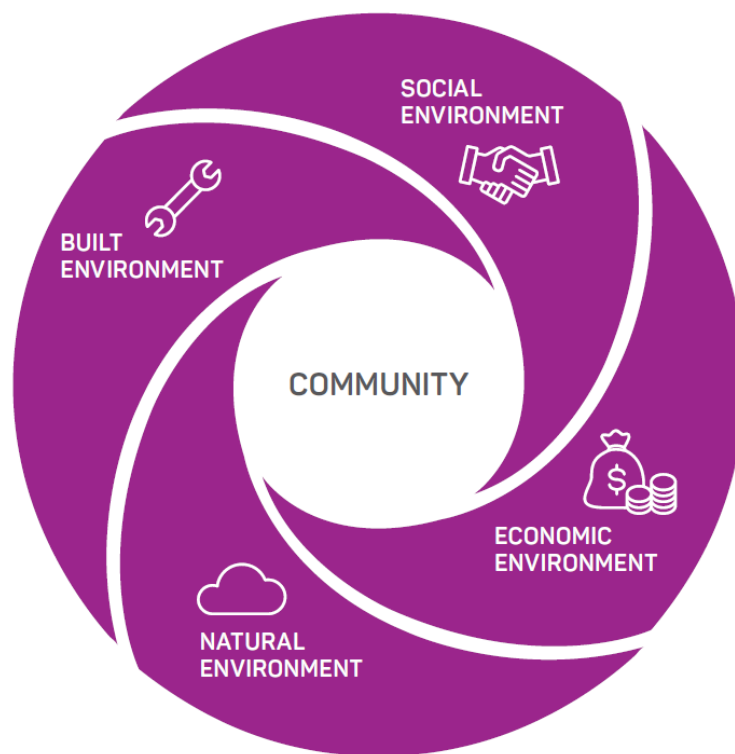 SOCIAL
ENVIRONMENT
BUILT
ENVIRONMENT
COMMUNITY
$
ECONOMIC
ENVIRONMENT
NATURAL
ENVIRONMENT